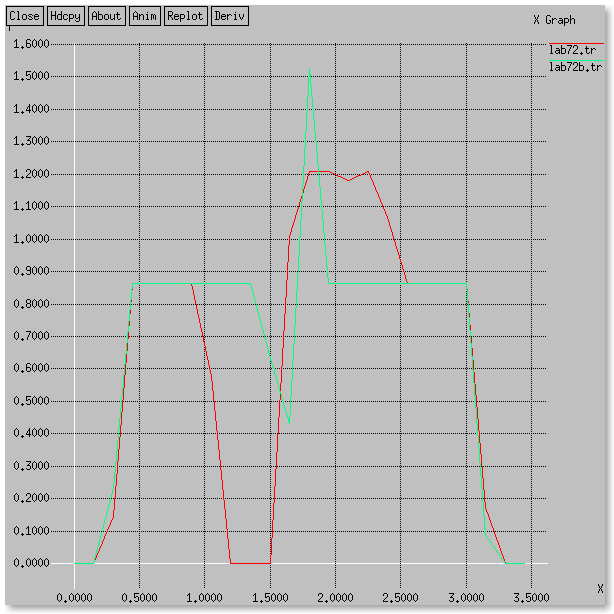 Close Hdcpy About Anim Replot Deriv
X Graph
Y
lab72.tr
lab72b.tr
1.6000
1.5000
1.4000
1.3000
1.2000
1.1000
1.0000
0.9000
0.8000
0.7000
0.6000
0.5000
0.4000
0.3000
0.2000
0.1000
0.0000
X
0.0000 0.5000 1.0000 1.5000 2.0000 2.5000 3.0000 3.5000